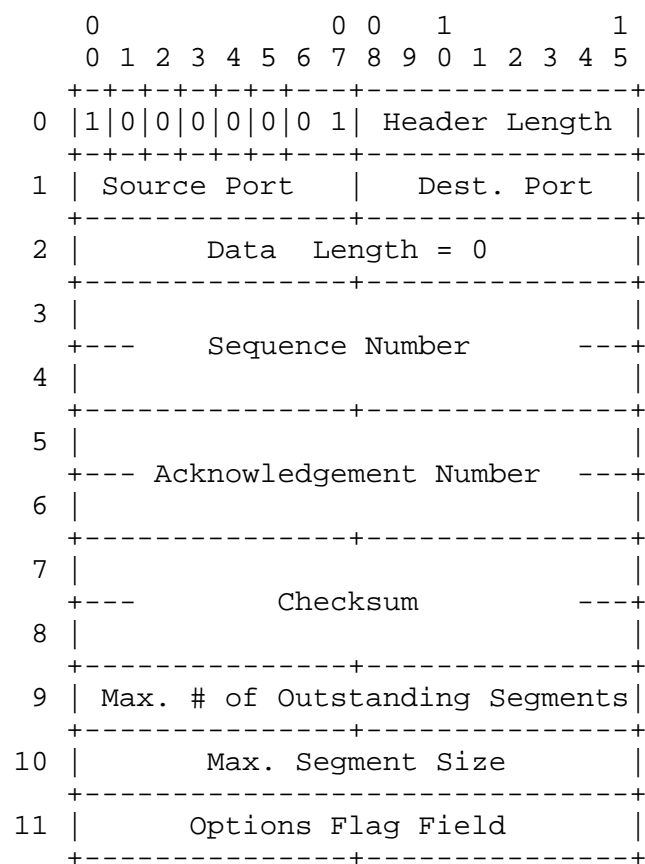 0             0 0   1         1
     0 1 2 3 4 5 6 7 8 9 0 1 2 3 4 5
    +-+-+-+-+-+-+---+---------------+
 0  |1|0|0|0|0|0|0 1| Header Length |
    +-+-+-+-+-+-+---+---------------+
 1  | Source Port   |   Dest. Port  |
    +---------------+---------------+
 2  |       Data  Length = 0        |
    +---------------+---------------+
 3  |                               |
    +---    Sequence Number      ---+
 4  |                               |
    +---------------+---------------+
 5  |                               |
    +--- Acknowledgement Number  ---+
 6  |                               |
    +---------------+---------------+
 7  |                               |
    +---        Checksum         ---+
 8  |                               |
    +---------------+---------------+
 9  | Max. # of Outstanding Segments|
    +---------------+---------------+
10  |       Max. Segment Size       |
    +-------------------------------+
11  |      Options Flag Field       |
    +---------------+---------------+